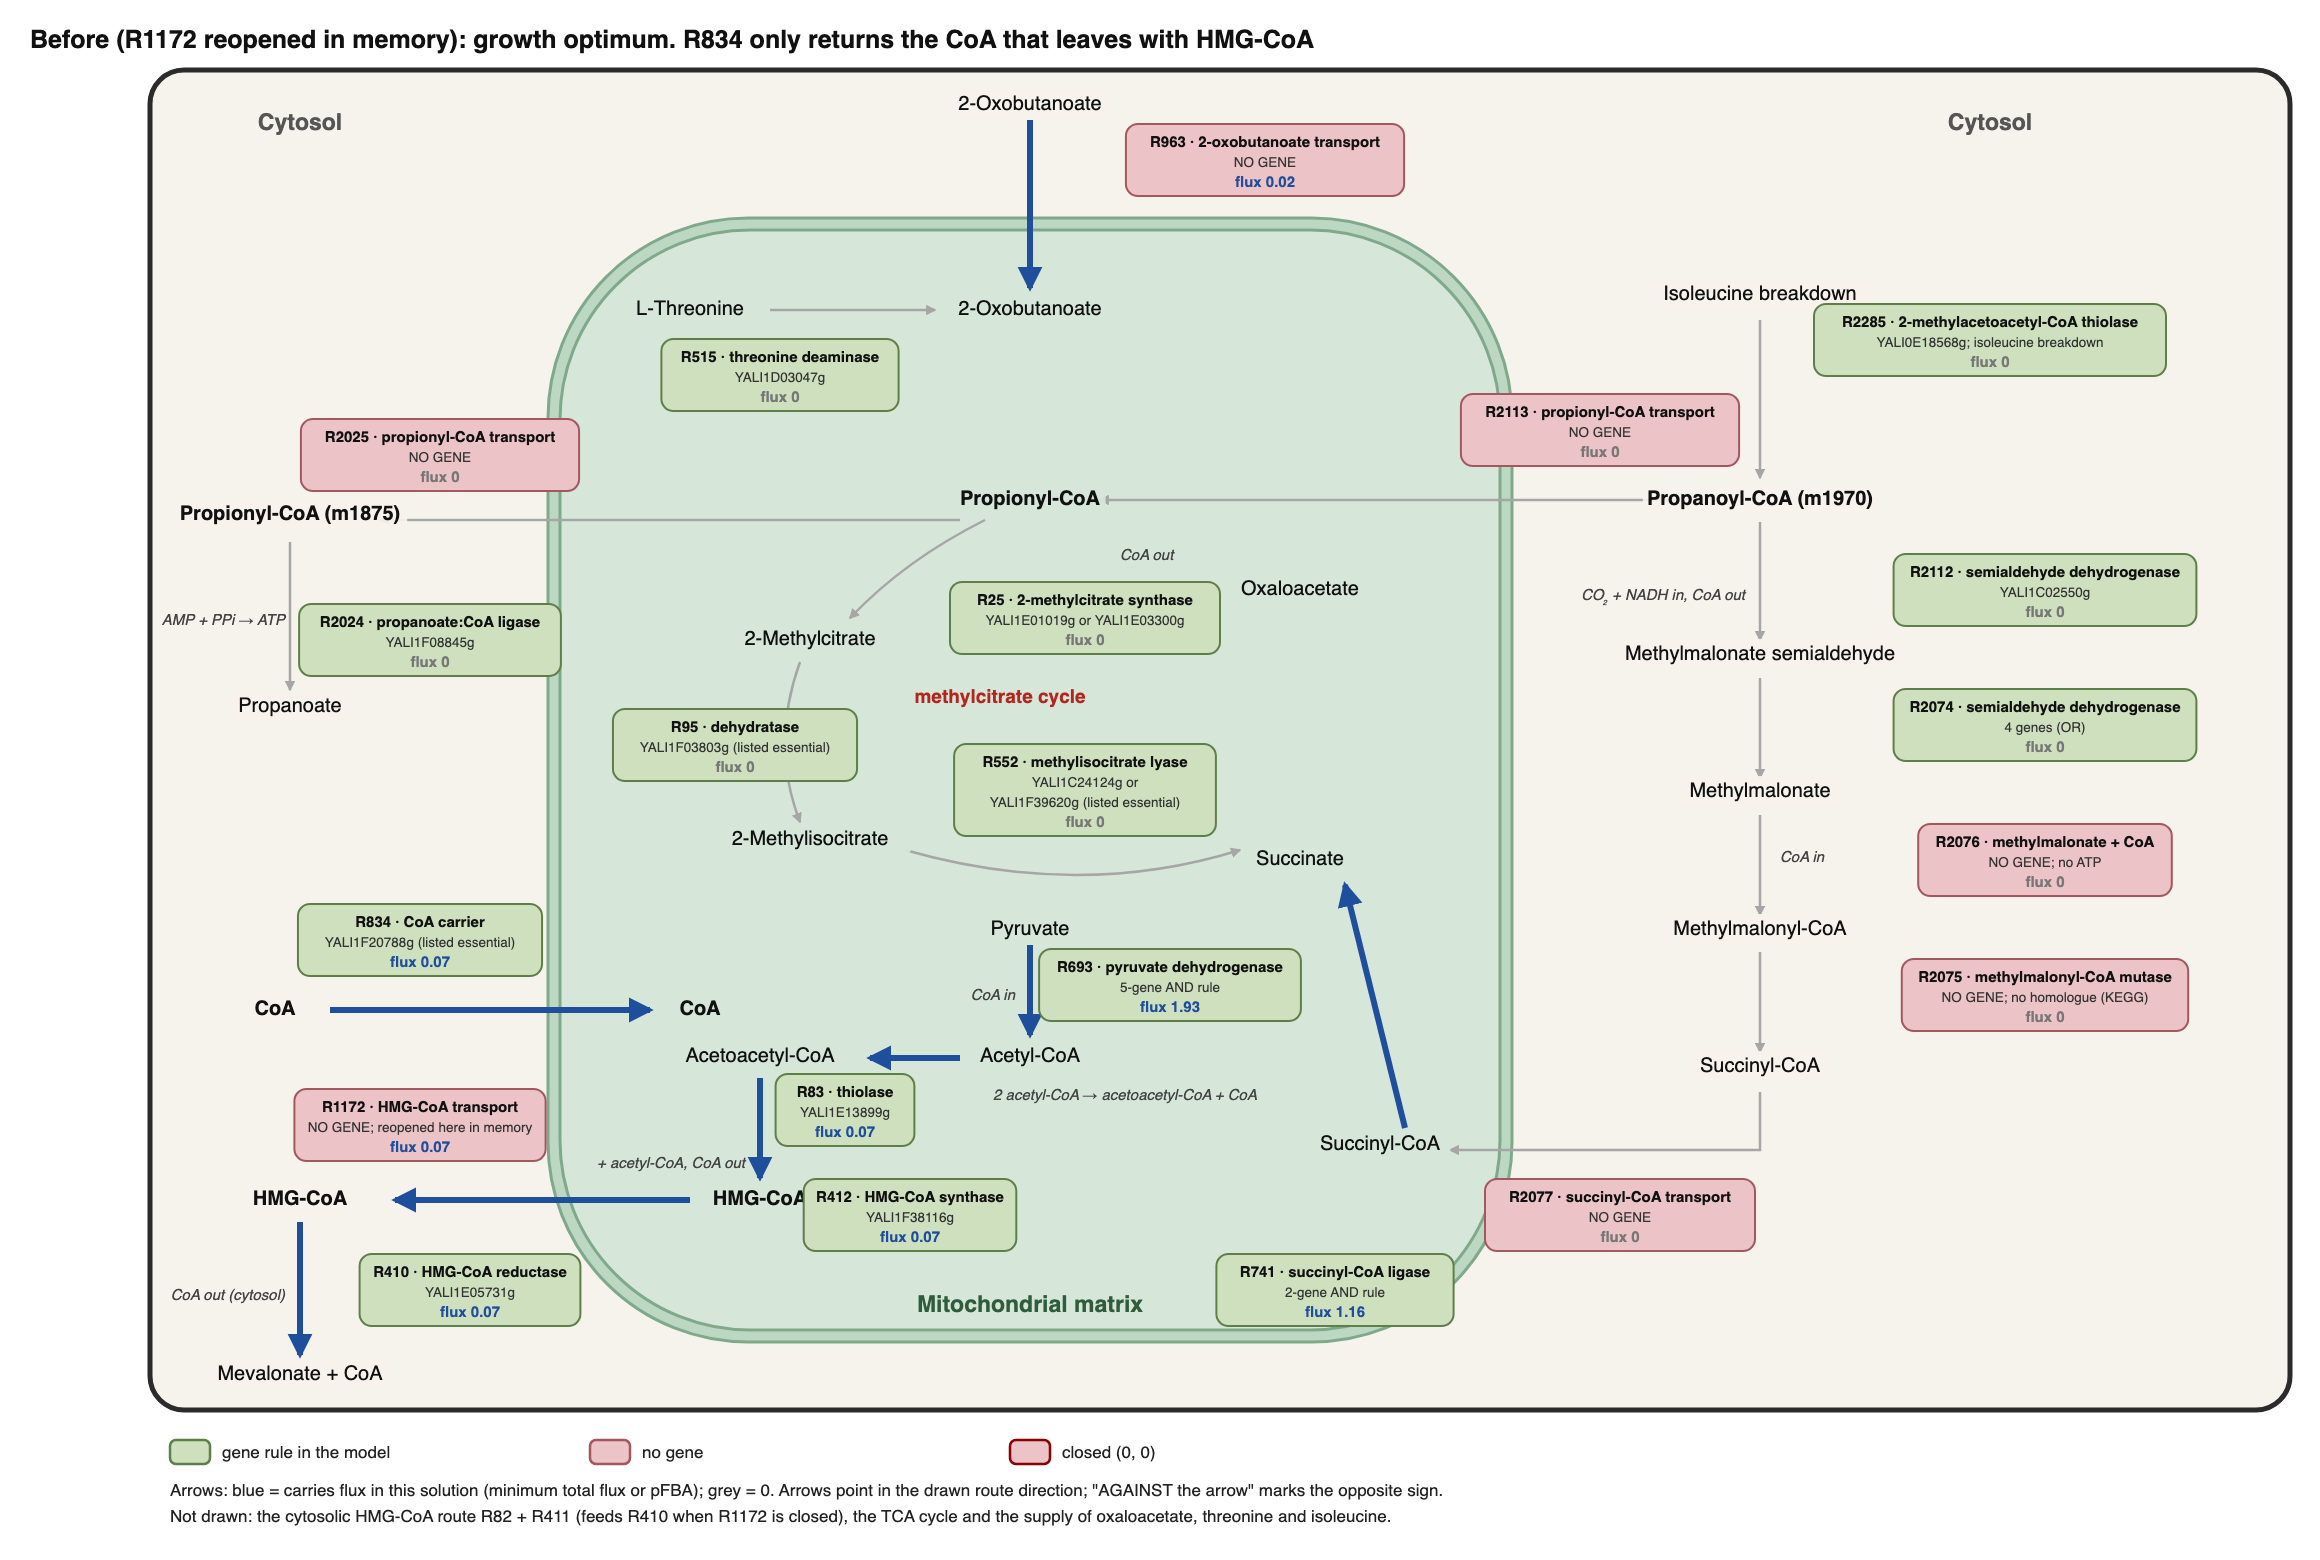 Before (R1172 reopened in memory): growth optimum. R834 only returns the CoA that leaves with HMG-CoA
Cytosol
Cytosol
2-Oxobutanoate
R963 · 2-oxobutanoate transport
NO GENE
flux 0.02
L-Threonine
2-Oxobutanoate
R515 · threonine deaminase
YALI1D03047g
flux 0
Isoleucine breakdown
R2285 · 2-methylacetoacetyl-CoA thiolase
YALI0E18568g; isoleucine breakdown
flux 0
R2025 · propionyl-CoA transport
NO GENE
flux 0
R2113 · propionyl-CoA transport
NO GENE
flux 0
Propionyl-CoA (m1875)
Propionyl-CoA
Propanoyl-CoA (m1970)
CoA out
Oxaloacetate
R25 · 2-methylcitrate synthase
YALI1E01019g or YALI1E03300g
flux 0
CO₂ + NADH in, CoA out
R2112 · semialdehyde dehydrogenase
YALI1C02550g
flux 0
AMP + PPi → ATP
R2024 · propanoate:CoA ligase
YALI1F08845g
flux 0
2-Methylcitrate
Methylmalonate semialdehyde
Propanoate
methylcitrate cycle
R2074 · semialdehyde dehydrogenase
4 genes (OR)
flux 0
R95 · dehydratase
YALI1F03803g (listed essential)
flux 0
R552 · methylisocitrate lyase
YALI1C24124g or
YALI1F39620g (listed essential)
flux 0
Methylmalonate
2-Methylisocitrate
Succinate
CoA in
R2076 · methylmalonate + CoA
NO GENE; no ATP
flux 0
R834 · CoA carrier
YALI1F20788g (listed essential)
flux 0.07
Pyruvate
Methylmalonyl-CoA
CoA in
R693 · pyruvate dehydrogenase
5-gene AND rule
flux 1.93
R2075 · methylmalonyl-CoA mutase
NO GENE; no homologue (KEGG)
flux 0
CoA
CoA
Acetoacetyl-CoA
Acetyl-CoA
Succinyl-CoA
2 acetyl-CoA → acetoacetyl-CoA + CoA
R83 · thiolase
YALI1E13899g
flux 0.07
R1172 · HMG-CoA transport
NO GENE; reopened here in memory
flux 0.07
Succinyl-CoA
+ acetyl-CoA, CoA out
HMG-CoA
HMG-CoA
R412 · HMG-CoA synthase
YALI1F38116g
flux 0.07
R2077 · succinyl-CoA transport
NO GENE
flux 0
CoA out (cytosol)
R410 · HMG-CoA reductase
YALI1E05731g
flux 0.07
Mitochondrial matrix
R741 · succinyl-CoA ligase
2-gene AND rule
flux 1.16
Mevalonate + CoA
gene rule in the model
no gene
closed (0, 0)
Arrows: blue = carries flux in this solution (minimum total flux or pFBA); grey = 0. Arrows point in the drawn route direction; "AGAINST the arrow" marks the opposite sign.
Not drawn: the cytosolic HMG-CoA route R82 + R411 (feeds R410 when R1172 is closed), the TCA cycle and the supply of oxaloacetate, threonine and isoleucine.